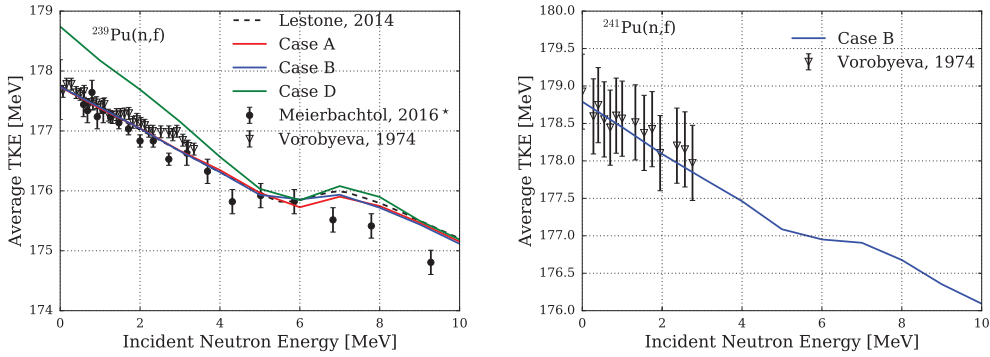 179
178
177
176
175
174
Average TKE [MeV]
²³⁹Pu(n,f)
Lestone, 2014
Case A
Case B
Case D
Meierbachtol, 2016⋆
Vorobyeva, 1974
0 2 4 6 8 10
Incident Neutron Energy [MeV]
180.0
179.5
179.0
178.5
178.0
177.5
177.0
176.5
176.0
Average TKE [MeV]
²⁴¹Pu(n,f)
Case B
Vorobyeva, 1974
0 2 4 6 8 10
Incident Neutron Energy [MeV]